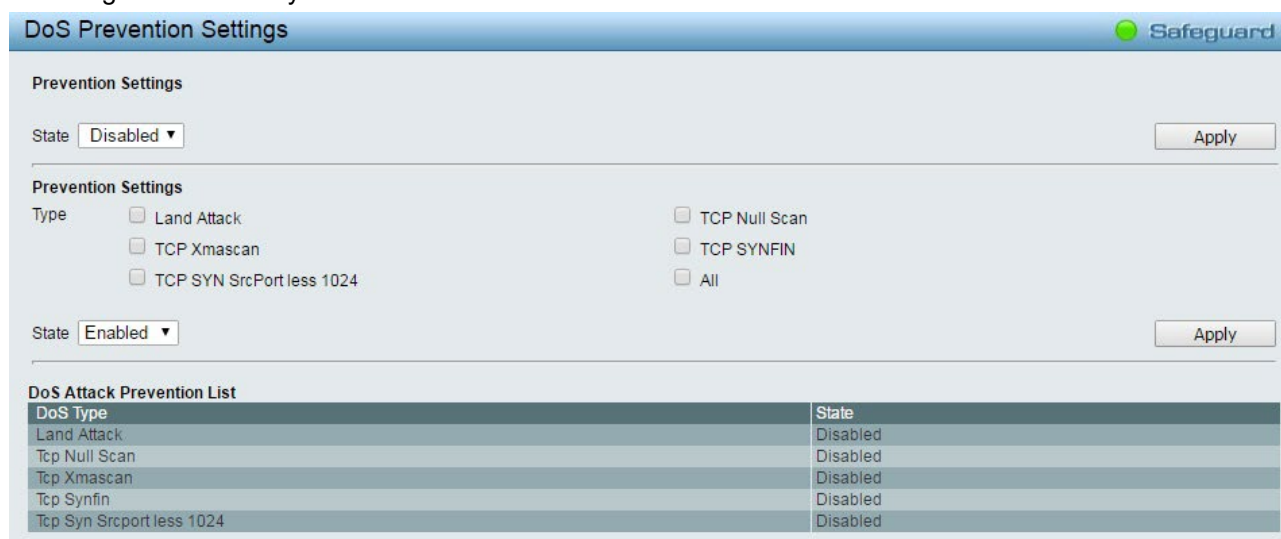 DoS Prevention Settings Safeguard
Prevention Settings
State Disabled ▼ Apply
Prevention Settings
Type Land Attack TCP Null Scan
TCP Xmascan TCP SYNFIN
TCP SYN SrcPort less 1024 All
State Enabled ▼ Apply
DoS Attack Prevention List
DoS Type State
Land Attack Disabled
Tcp Null Scan Disabled
Tcp Xmascan Disabled
Tcp Synfin Disabled
Tcp Syn Srcport less 1024 Disabled